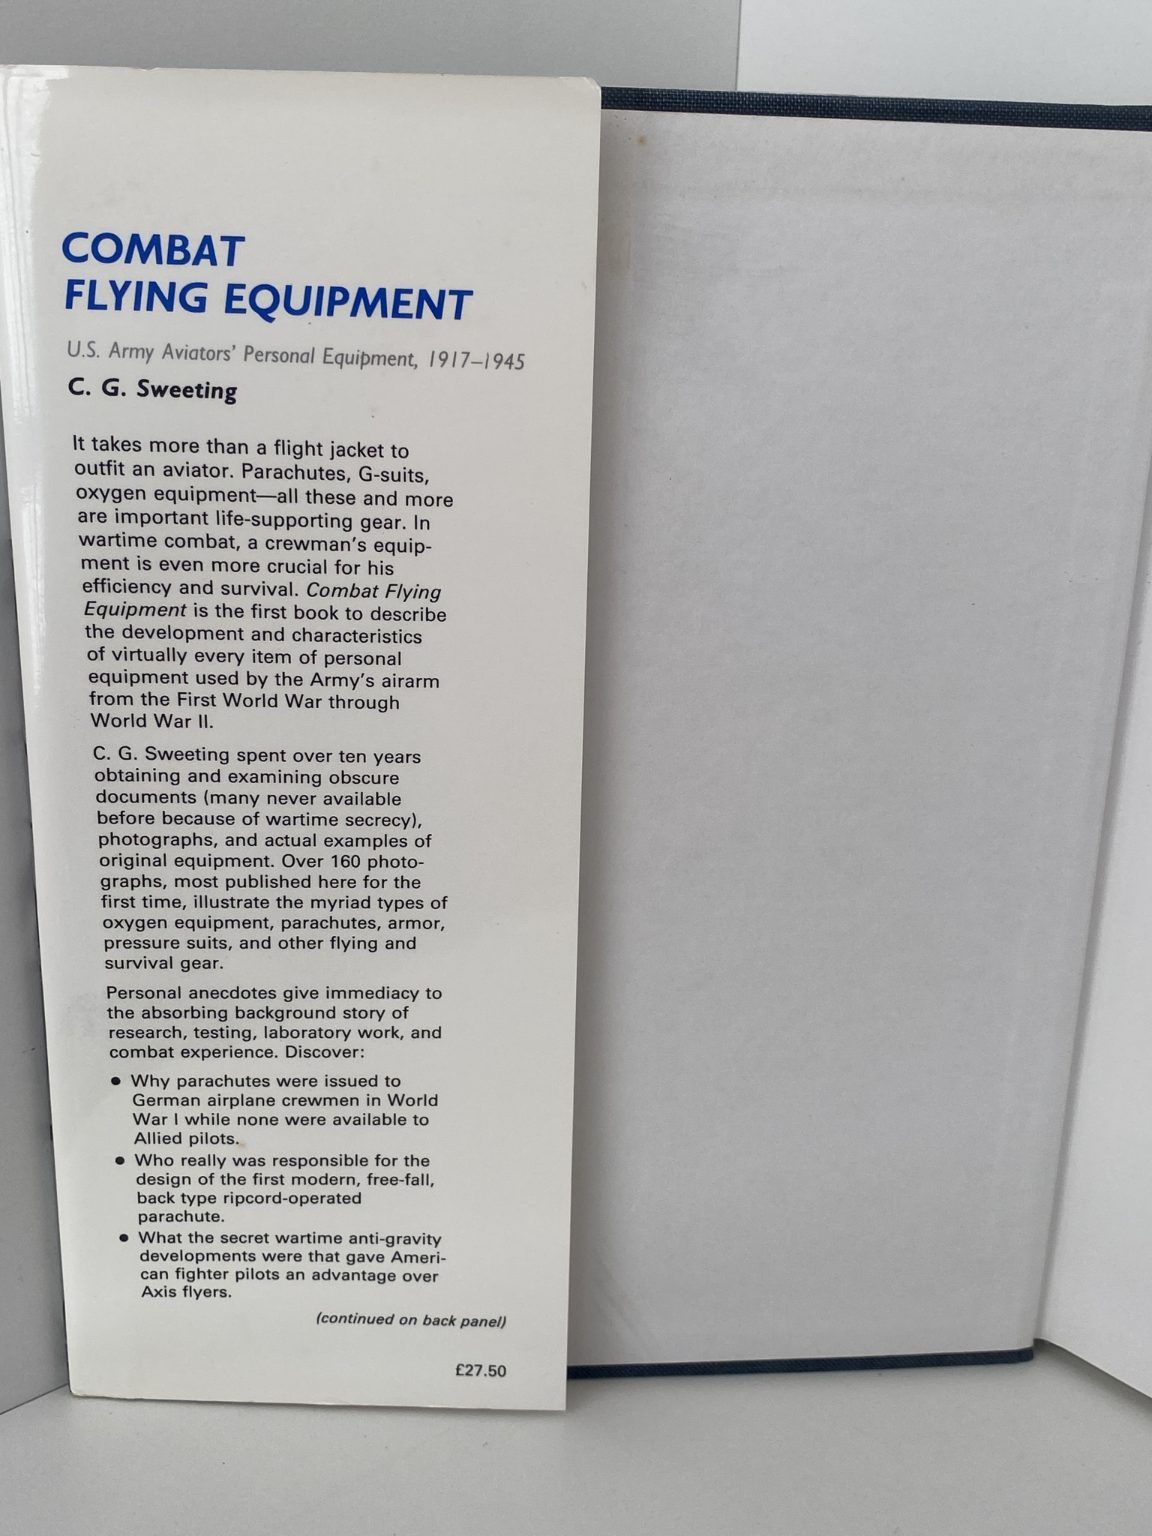 COMBAT
FLYING EQUIPMENT
U.S. Army Aviators' Personal Equipment, 1917–1945
C. G. Sweeting
It takes more than a flight jacket to
outfit an aviator. Parachutes, G-suits,
oxygen equipment—all these and more
are important life-supporting gear. In
wartime combat, a crewman's equip-
ment is even more crucial for his
efficiency and survival. Combat Flying
Equipment is the first book to describe
the development and characteristics
of virtually every item of personal
equipment used by the Army's airarm
from the First World War through
World War II.
C. G. Sweeting spent over ten years
obtaining and examining obscure
documents (many never available
before because of wartime secrecy),
photographs, and actual examples of
original equipment. Over 160 photo-
graphs, most published here for the
first time, illustrate the myriad types of
oxygen equipment, parachutes, armor,
pressure suits, and other flying and
survival gear.
Personal anecdotes give immediacy to
the absorbing background story of
research, testing, laboratory work, and
combat experience. Discover:
● Why parachutes were issued to
German airplane crewmen in World
War I while none were available to
Allied pilots.
● Who really was responsible for the
design of the first modern, free-fall,
back type ripcord-operated
parachute.
● What the secret wartime anti-gravity
developments were that gave Ameri-
can fighter pilots an advantage over
Axis flyers.
(continued on back panel)
£27.50